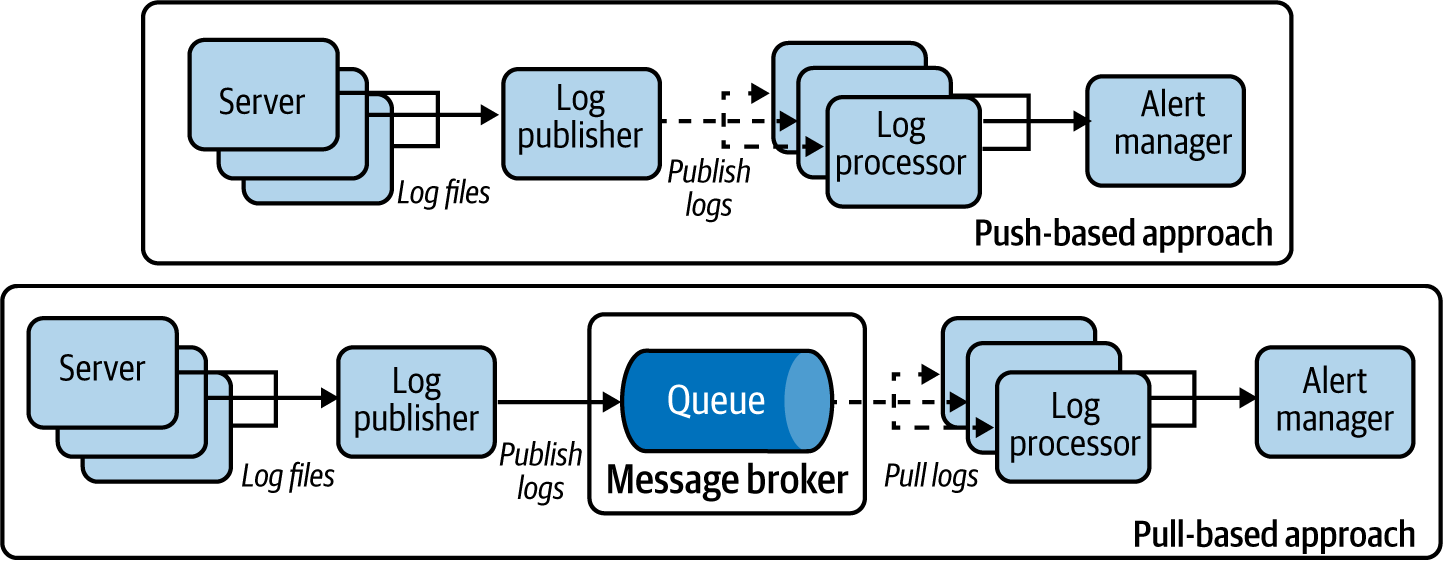 Server
Log files
Log
publisher
Publish
logs
Log
processor
Alert
manager
Push-based approach
Server
Log files
Log
publisher
Publish
logs
Queue
Message broker
Pull logs
Log
processor
Alert
manager
Pull-based approach